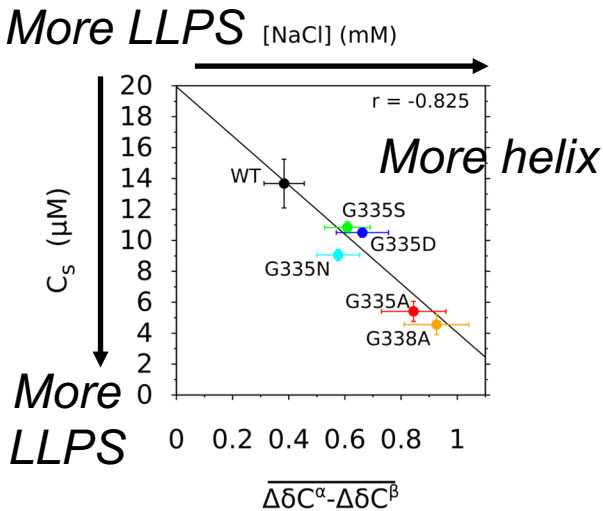 More LLPS [NaCl] (mM)
r = -0.825
More helix
20
18
16
14
12
10
8
6
4
2
0
Cs (μM)
WT
G335S
G335D
G335N
G335A
G338A
More
LLPS
0 0.2 0.4 0.6 0.8 1
ΔδCᵅ-ΔδCᵝ